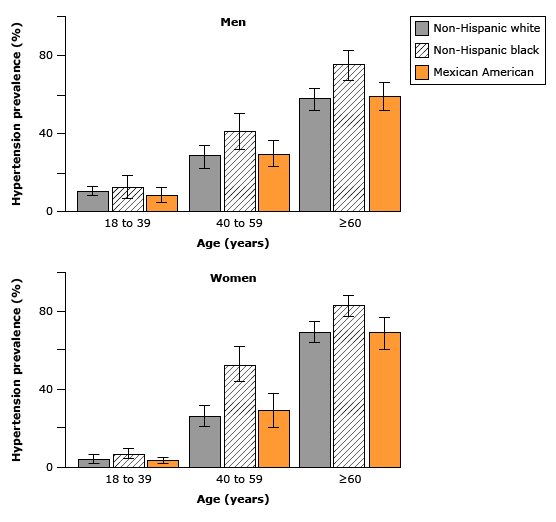 Men
Non-Hispanic white
Non-Hispanic black
Mexican American
Hypertension prevalence (%)
80
40
0
18 to 39
40 to 59
≥60
Age (years)
Women
Hypertension prevalence (%)
80
40
0
18 to 39
40 to 59
≥60
Age (years)